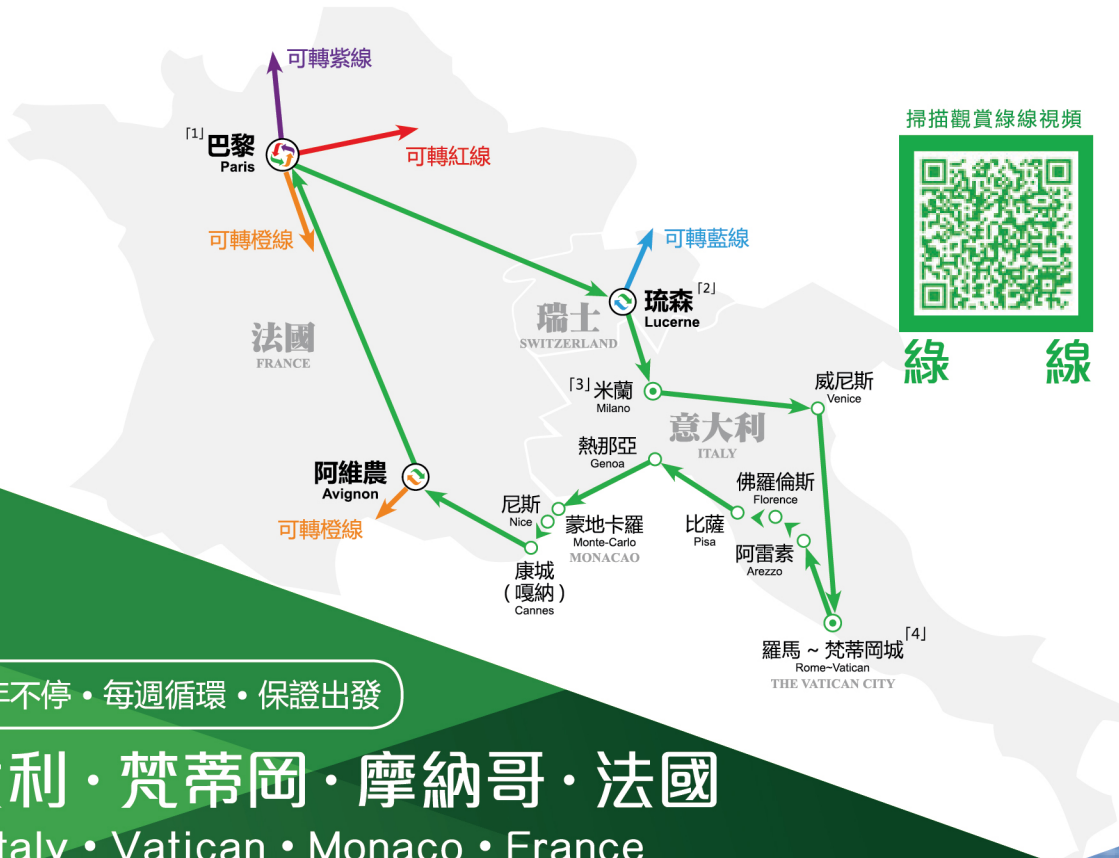 可轉紫線
「1」巴黎
Paris
可轉紅線
可轉橙線
掃描觀賞綠線視頻
可轉藍線
琉森「2」
Lucerne
瑞士
SWITZERLAND
法國
FRANCE
綠 線
「3」米蘭
Milano
威尼斯
Venice
意大利
ITALY
熱那亞
Genoa
阿維農
Avignon
可轉橙線
尼斯
Nice
蒙地卡羅
Monte-Carlo
MONACAO
佛羅倫斯
Florence
比薩
Pisa
阿雷素
Arezzo
康城
(嘎納)
Cannes
羅馬 ~ 梵蒂岡城「4」
Rome~Vatican
THE VATICAN CITY
不停 • 每週循環 • 保證出發
利 · 梵蒂岡 · 摩納哥 · 法國
taly • Vatican • Monaco • France